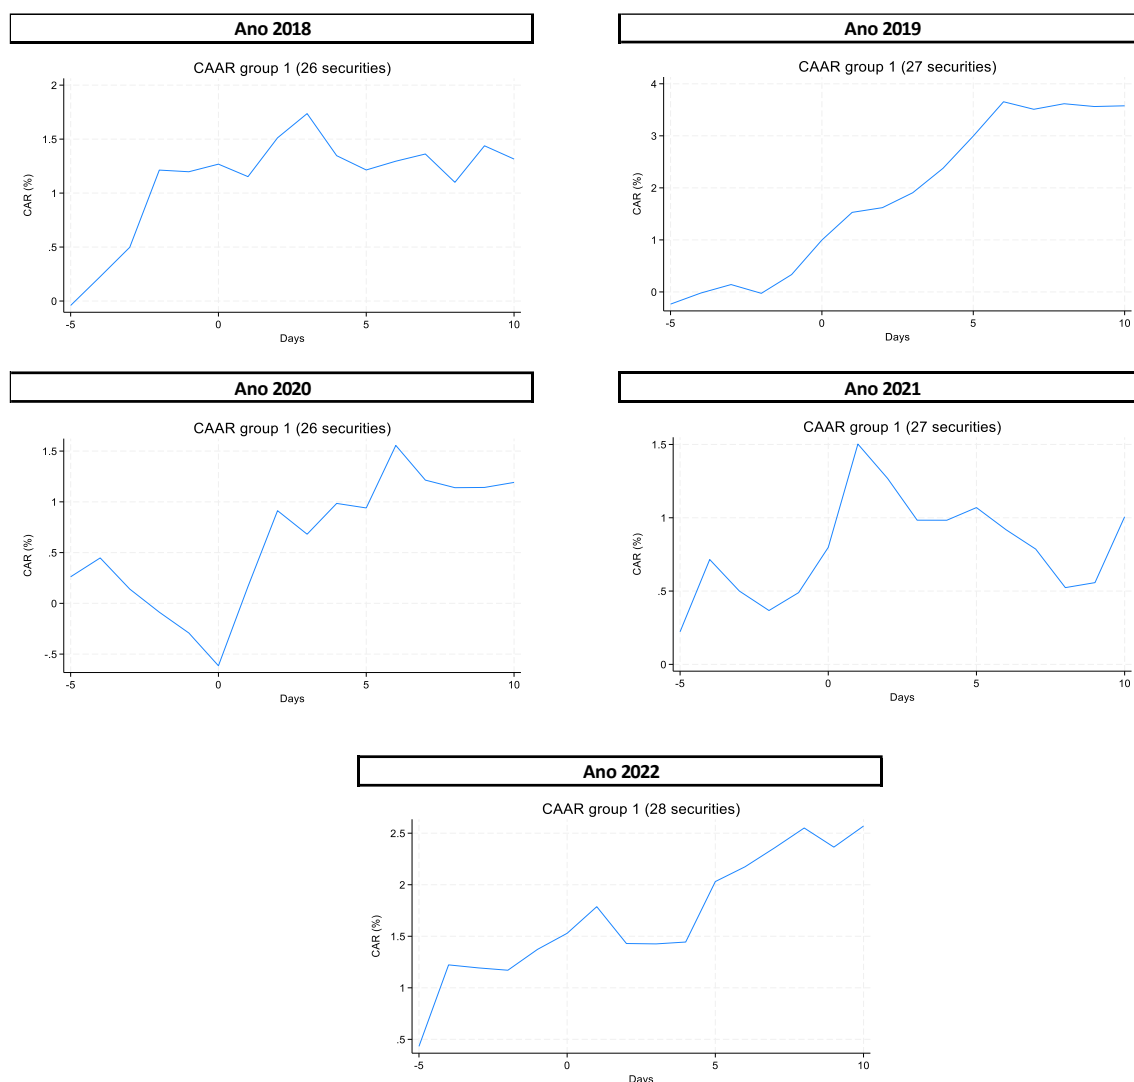 Ano 2018
CAAR group 1 (26 securities)
2
1.5
1
.5
0
CAR (%)
-5
0
5
10
Days
Ano 2019
CAAR group 1 (27 securities)
4
3
2
1
0
CAR (%)
-5
0
5
10
Days
Ano 2020
CAAR group 1 (26 securities)
1.5
1
.5
0
-.5
CAR (%)
-5
0
5
10
Days
Ano 2021
CAAR group 1 (27 securities)
1.5
1
.5
0
CAR (%)
-5
0
5
10
Days
Ano 2022
CAAR group 1 (28 securities)
2.5
2
1.5
1
.5
CAR (%)
-5
0
5
10
Days